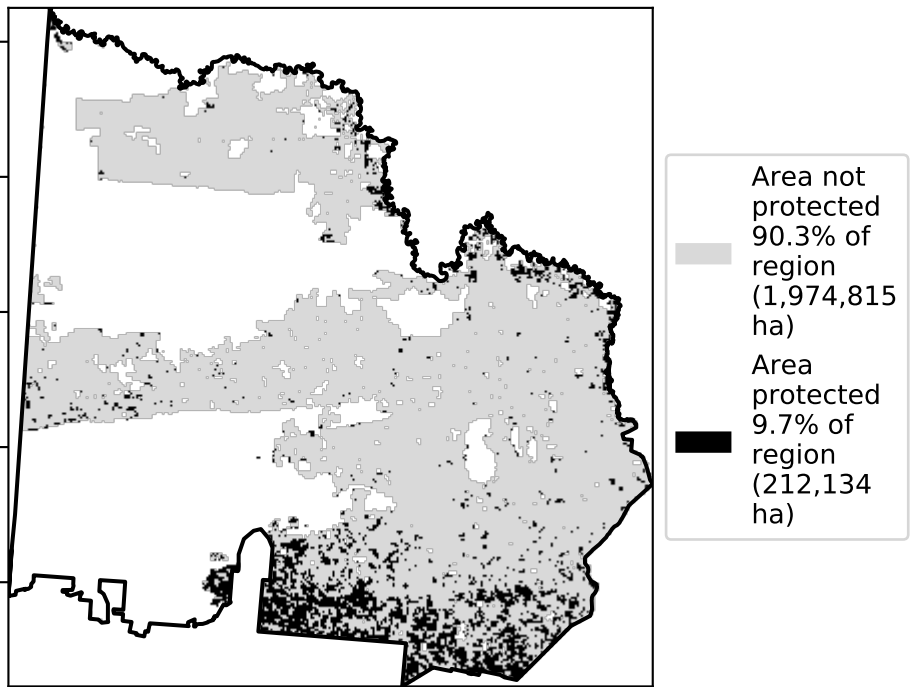 Area not
protected
90.3% of
region
(1,974,815
ha)
Area
protected
9.7% of
region
(212,134
ha)